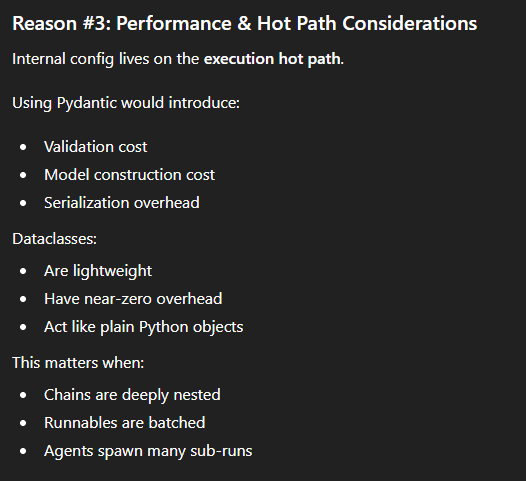 Reason #3: Performance & Hot Path Considerations
Internal config lives on the execution hot path.
Using Pydantic would introduce:
• Validation cost
• Model construction cost
• Serialization overhead
Dataclasses:
• Are lightweight
• Have near-zero overhead
• Act like plain Python objects
This matters when:
• Chains are deeply nested
• Runnables are batched
• Agents spawn many sub-runs